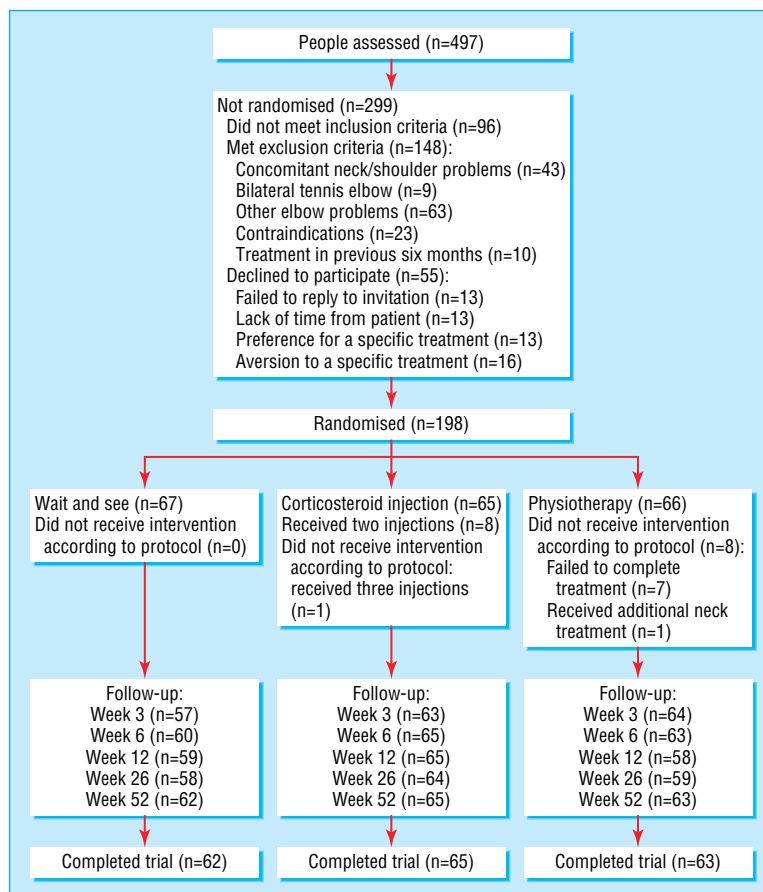 People assessed (n=497)
Not randomised (n=299)
Did not meet inclusion criteria (n=96)
Met exclusion criteria (n=148):
Concomitant neck/shoulder problems (n=43)
Bilateral tennis elbow (n=9)
Other elbow problems (n=63)
Contraindications (n=23)
Treatment in previous six months (n=10)
Declined to participate (n=55):
Failed to reply to invitation (n=13)
Lack of time from patient (n=13)
Preference for a specific treatment (n=13)
Aversion to a specific treatment (n=16)
Randomised (n=198)
Wait and see (n=67)
Did not receive intervention
according to protocol (n=0)
Corticosteroid injection (n=65)
Received two injections (n=8)
Did not receive intervention
according to protocol:
received three injections
(n=1)
Physiotherapy (n=66)
Did not receive intervention
according to protocol (n=8):
Failed to complete
treatment (n=7)
Received additional neck
treatment (n=1)
Follow-up:
Week 3 (n=57)
Week 6 (n=60)
Week 12 (n=59)
Week 26 (n=58)
Week 52 (n=62)
Follow-up:
Week 3 (n=63)
Week 6 (n=65)
Week 12 (n=65)
Week 26 (n=64)
Week 52 (n=65)
Follow-up:
Week 3 (n=64)
Week 6 (n=63)
Week 12 (n=58)
Week 26 (n=59)
Week 52 (n=63)
Completed trial (n=62)
Completed trial (n=65)
Completed trial (n=63)